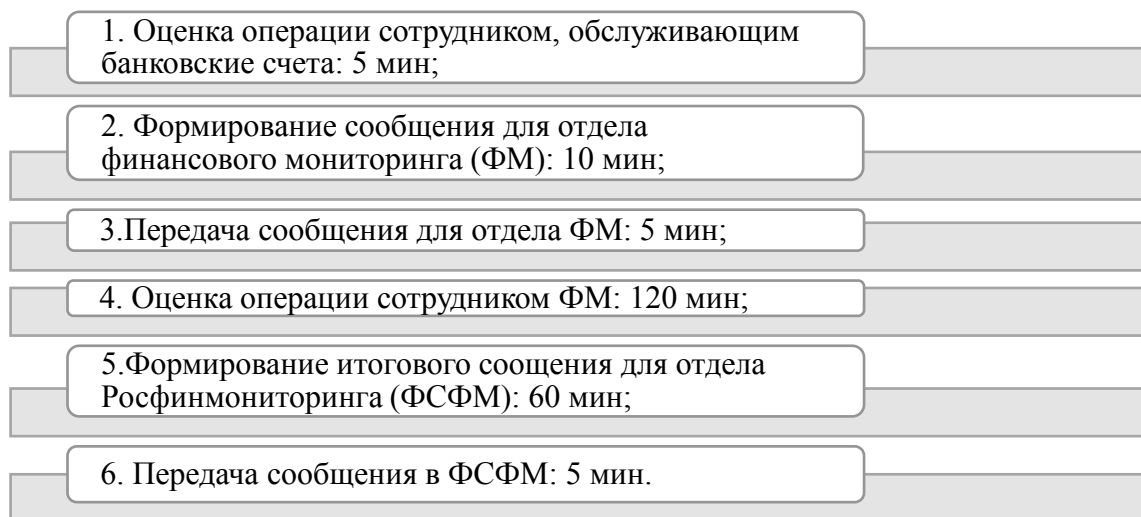 1. Оценка операции сотрудником, обслуживающим
банковские счета: 5 мин;
2. Формирование сообщения для отдела
финансового мониторинга (ФМ): 10 мин;
3.Передача сообщения для отдела ФМ: 5 мин;
4. Оценка операции сотрудником ФМ: 120 мин;
5.Формирование итогового соощения для отдела
Росфинмониторинга (ФСФМ): 60 мин;
6. Передача сообщения в ФСФМ: 5 мин.